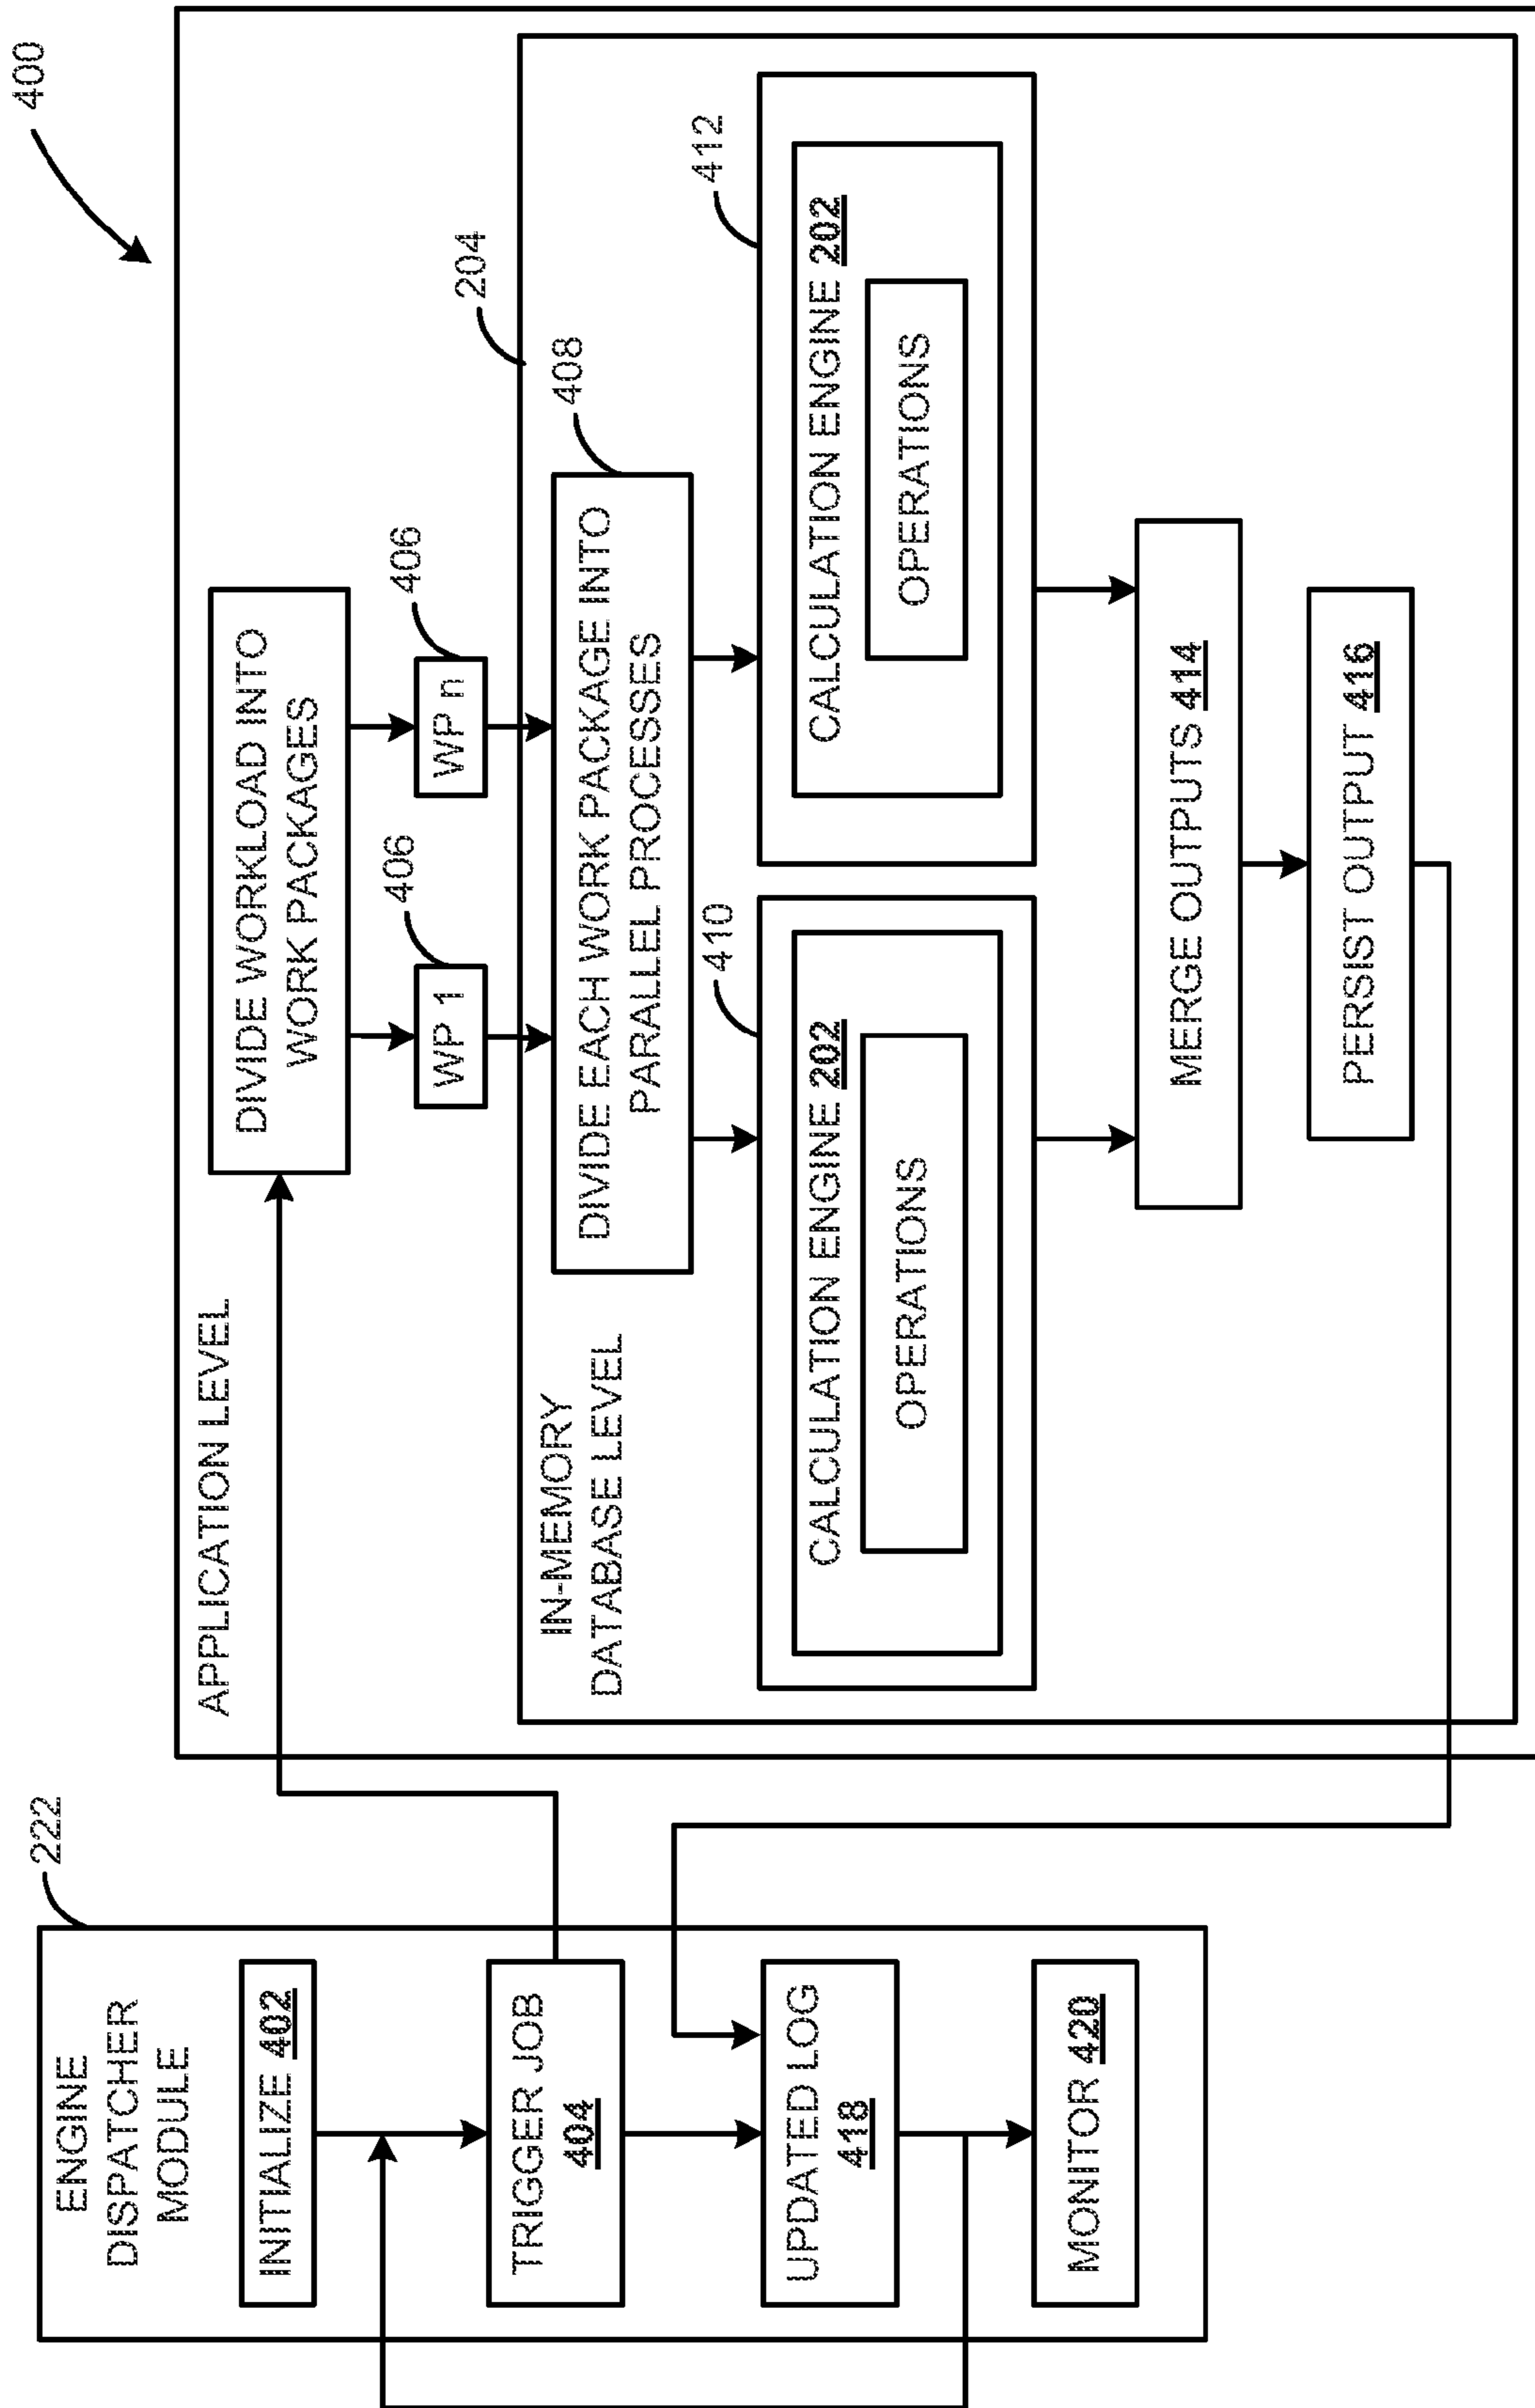 400
222
ENGINE
DISPATCHER
MODULE
INITIALIZE 402
TRIGGER JOB
404
UPDATED LOG
418
MONITOR 420
APPLICATION LEVEL
DIVIDE WORKLOAD INTO
WORK PACKAGES
406
WP 1
406
WP n
204
IN-MEMORY
DATABASE LEVEL
408
DIVIDE EACH WORK PACKAGE INTO
PARALLEL PROCESSES
410
CALCULATION ENGINE 202
OPERATIONS
412
CALCULATION ENGINE 202
OPERATIONS
MERGE OUTPUTS 414
PERSIST OUTPUT 416